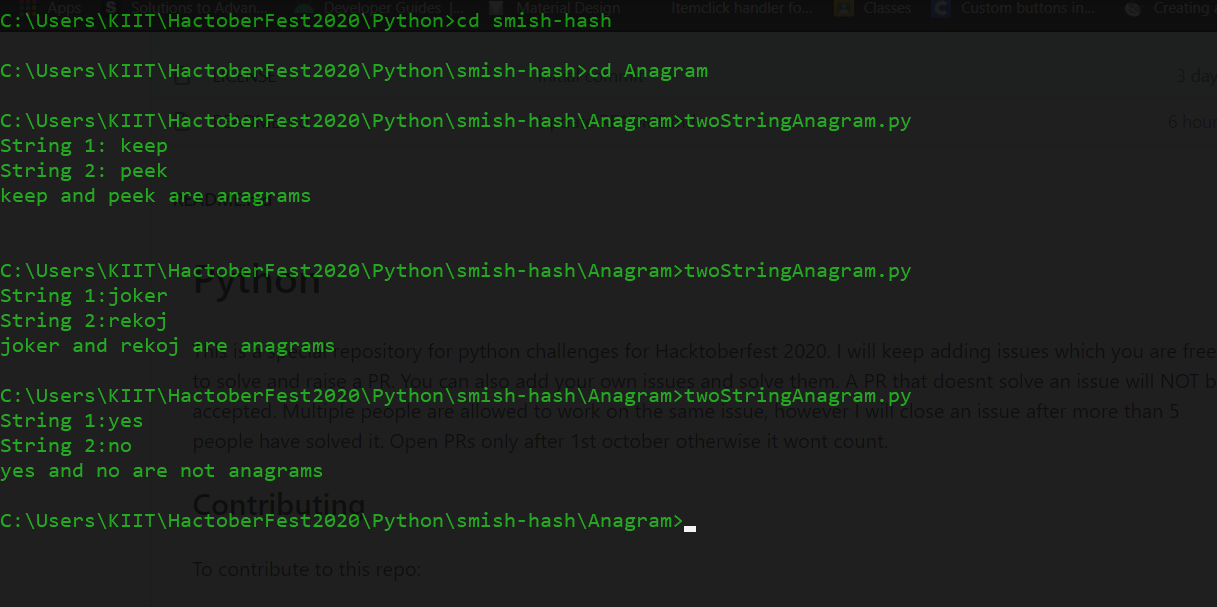 Apps Solutions to Advan... Developer Guides |... Material Design Itemclick handler fo... Classes Custom buttons in... Creating
C:\Users\KIIT\HactoberFest2020\Python>cd smish-hash
C:\Users\KIIT\HactoberFest2020\Python\smish-hash>cd Anagram
3 day
C:\Users\KIIT\HactoberFest2020\Python\smish-hash\Anagram>twoStringAnagram.py
6 hour
String 1: keep
String 2: peek
keep and peek are anagrams
C:\Users\KIIT\HactoberFest2020\Python\smish-hash\Anagram>twoStringAnagram.py
Python
String 1:joker
String 2:rekoj
joker and rekoj are anagrams
This is a special repository for python challenges for Hacktoberfest 2020. I will keep adding issues which you are free
to solve and raise a PR. You can also add your own issues and solve them. A PR that doesnt solve an issue will NOT b
C:\Users\KIIT\HactoberFest2020\Python\smish-hash\Anagram>twoStringAnagram.py
accepted. Multiple people are allowed to work on the same issue, however I will close an issue after more than 5
String 1:yes
people have solved it. Open PRs only after 1st october otherwise it wont count.
String 2:no
yes and no are not anagrams
Contributing
C:\Users\KIIT\HactoberFest2020\Python\smish-hash\Anagram>
To contribute to this repo: